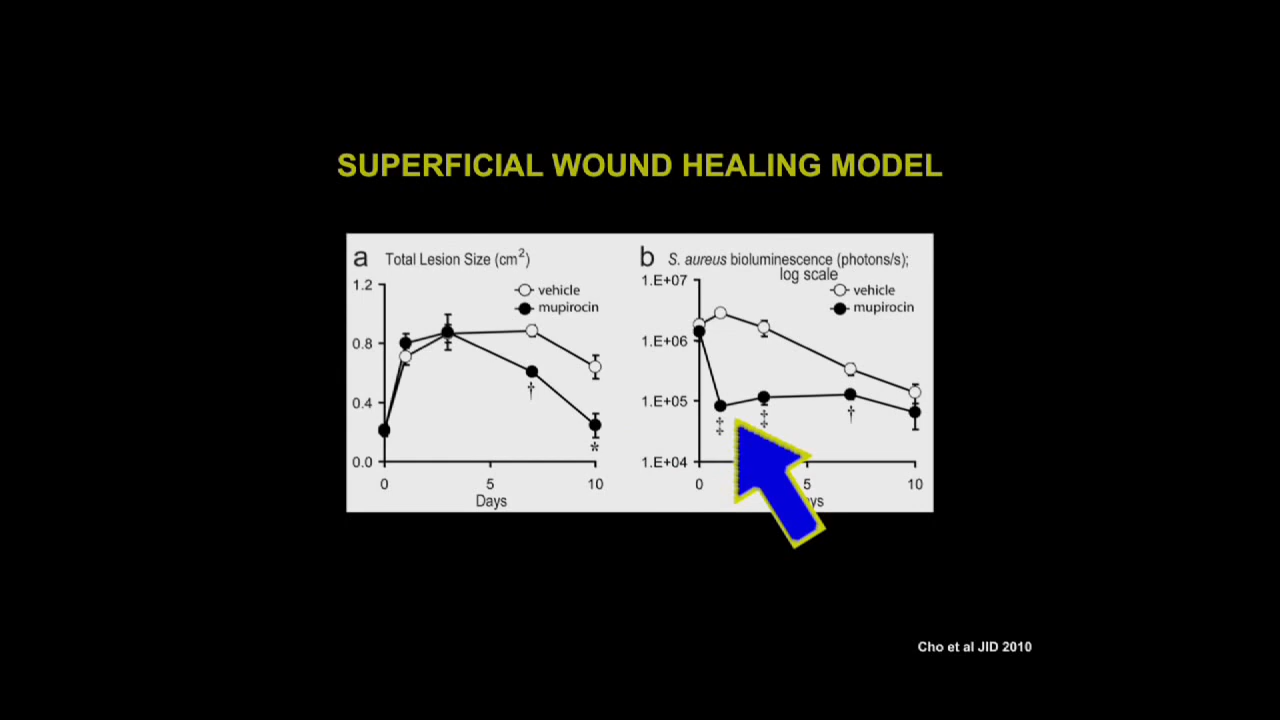 SUPERFICIAL WOUND HEALING MODEL
a Total Lesion Size (cm²)
1.2
0.8
0.4
0.0
vehicle
mupirocin
†
*
0 5 10
Days
b S. aureus bioluminescence (photons/s);
log scale
1.E+07
1.E+06
1.E+05
1.E+04
vehicle
mupirocin
‡ ‡ †
0 5 10
Cho et al JID 2010